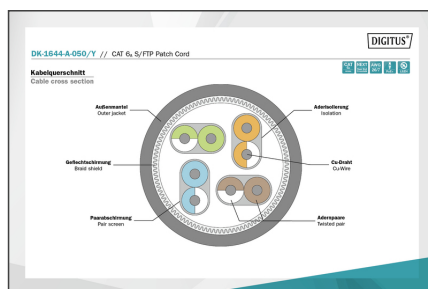 DIGITUS®
DK-1644-A-050/Y // CAT 6A S/FTP Patch Cord
Kabelquerschnitt
Cable cross section
Außenmantel
Outer jacket
Aderisolierung
Isolation
Geflechtschirmung
Braid shield
Cu-Draht
Cu-Wire
Paarabschirmung
Pair screen
Adernpaare
Twisted pair